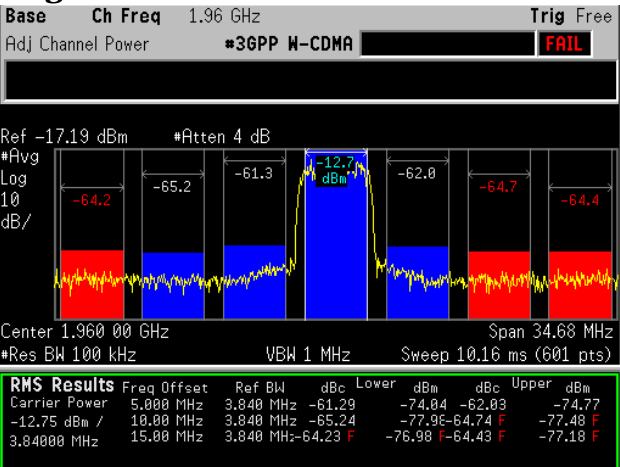 Base Ch Freq 1.96 GHz Trig Free
Adj Channel Power #3GPP W-CDMA FAIL
Ref -17.19 dBm #Atten 4 dB
#Avg
Log
10
dB/
-64.2
-65.2
-61.3
-12.7
dBm
-62.0
-64.7
-64.4
Center 1.960 00 GHz Span 34.68 MHz
#Res BW 100 kHz VBW 1 MHz Sweep 10.16 ms (601 pts)
RMS Results Freq Offset Ref BW dBc Lower dBm dBc Upper dBm
Carrier Power 5.000 MHz 3.840 MHz -61.29 -74.04 -62.03 -74.77
-12.75 dBm / 10.00 MHz 3.840 MHz -65.24 -77.98 -64.74 F -77.48 F
3.84000 MHz 15.00 MHz 3.840 MHz -64.23 F -76.98 F -64.43 F -77.18 F